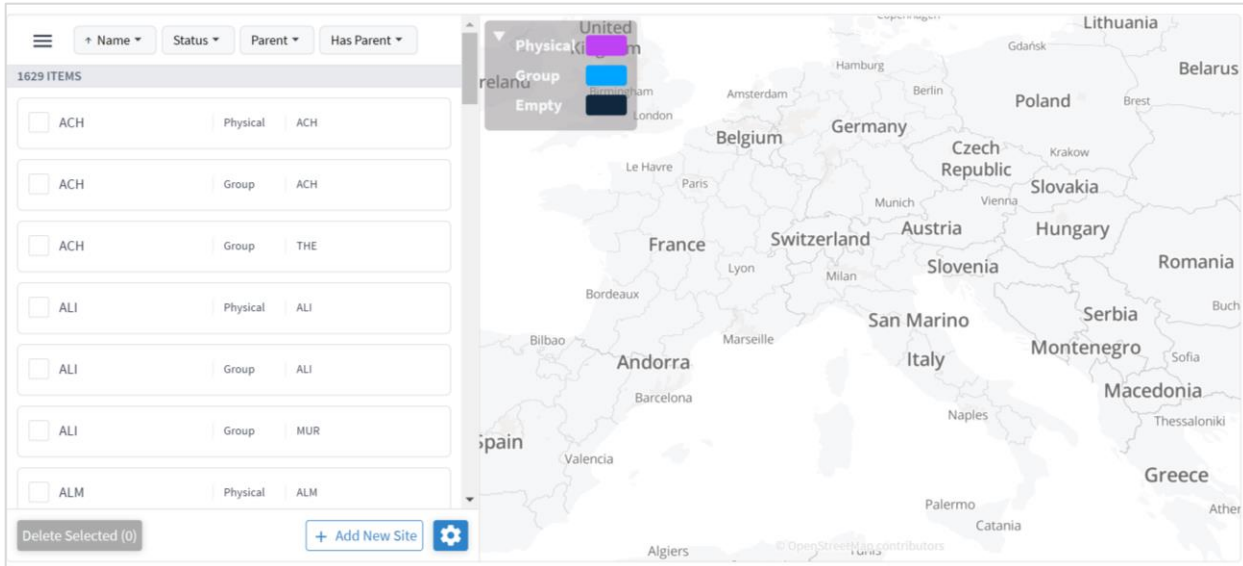 ↑ Name
Status
Parent
Has Parent
1629 ITEMS
ACH Physical ACH
ACH Group ACH
ACH Group THE
ALI Physical ALI
ALI Group ALI
ALI Group MUR
ALM Physical ALM
Delete Selected (0)
+ Add New Site
Physical
Group
Empty
United
Lithuania
Gdańsk
Hamburg
Belarus
Amsterdam
Berlin
Poland
Brest
London
Belgium
Germany
Czech
Republic
Krakow
Le Havre
Paris
Slovakia
Munich
Vienna
France
Switzerland
Austria
Hungary
Lyon
Milan
Slovenia
Romania
Bordeaux
San Marino
Serbia
Buch
Bilbao
Marseille
Montenegro
Sofia
Andorra
Italy
Macedonia
Barcelona
Naples
Thessaloniki
Spain
Valencia
Greece
Palermo
Catania
Ather
Algiers
© OpenStreetMap contributors